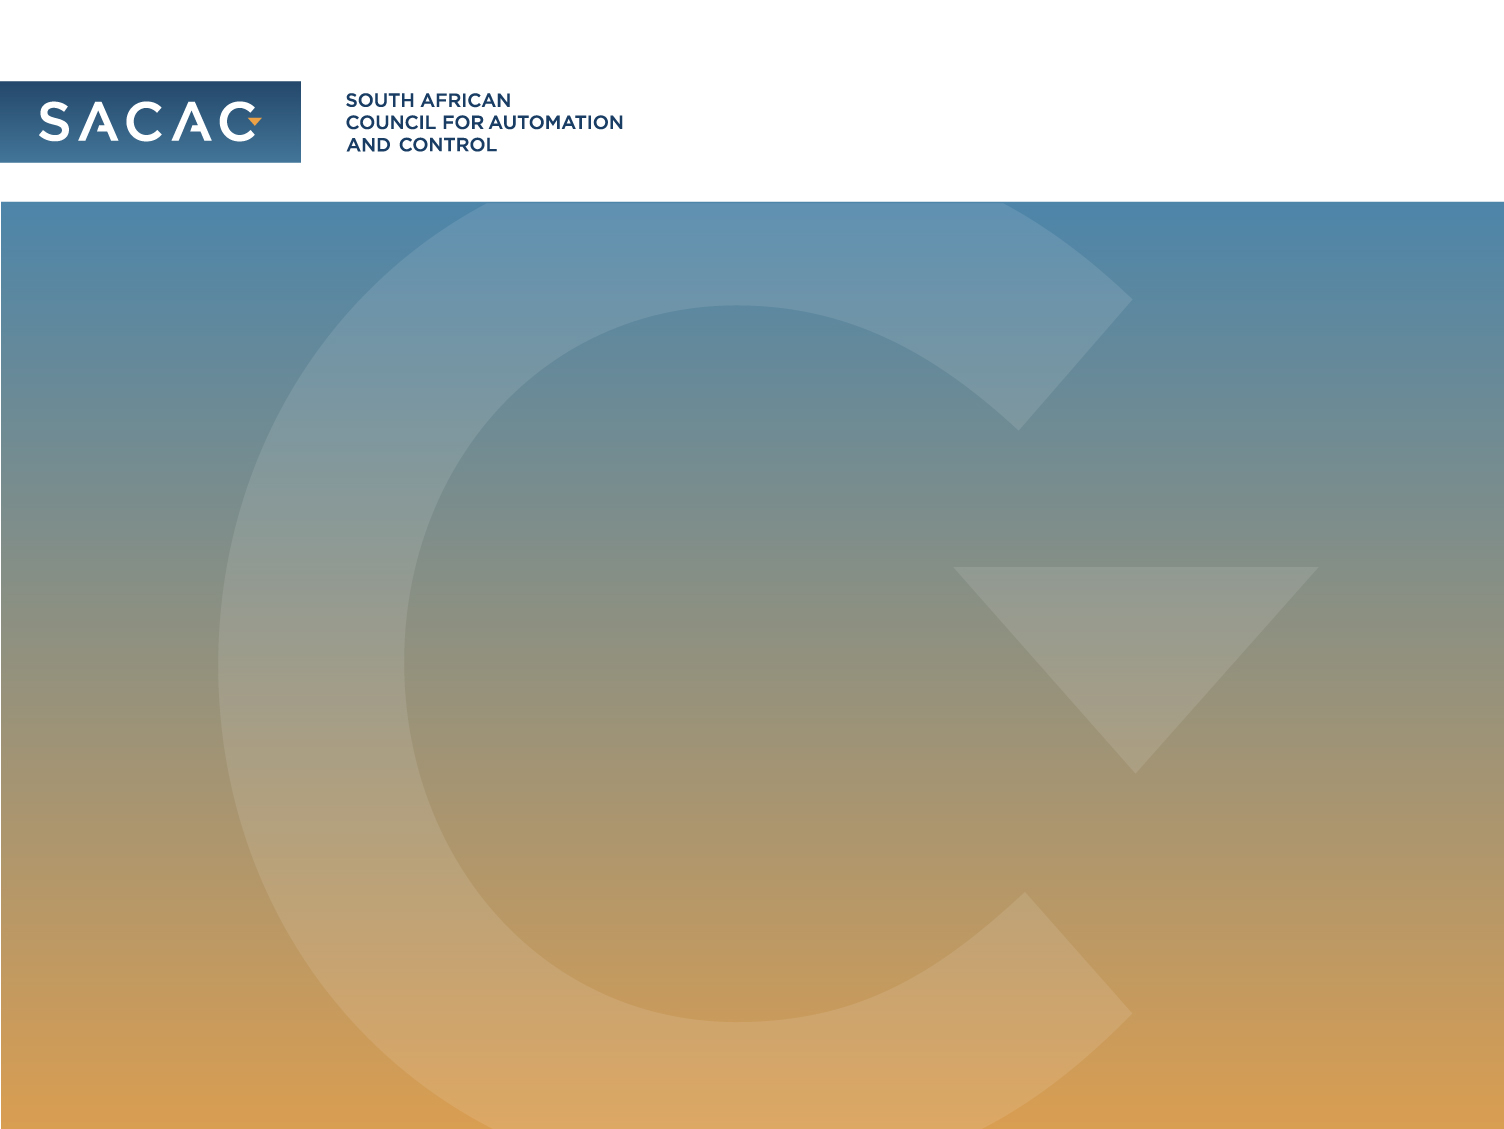 SACAC
SOUTH AFRICAN
COUNCIL FOR AUTOMATION
AND CONTROL